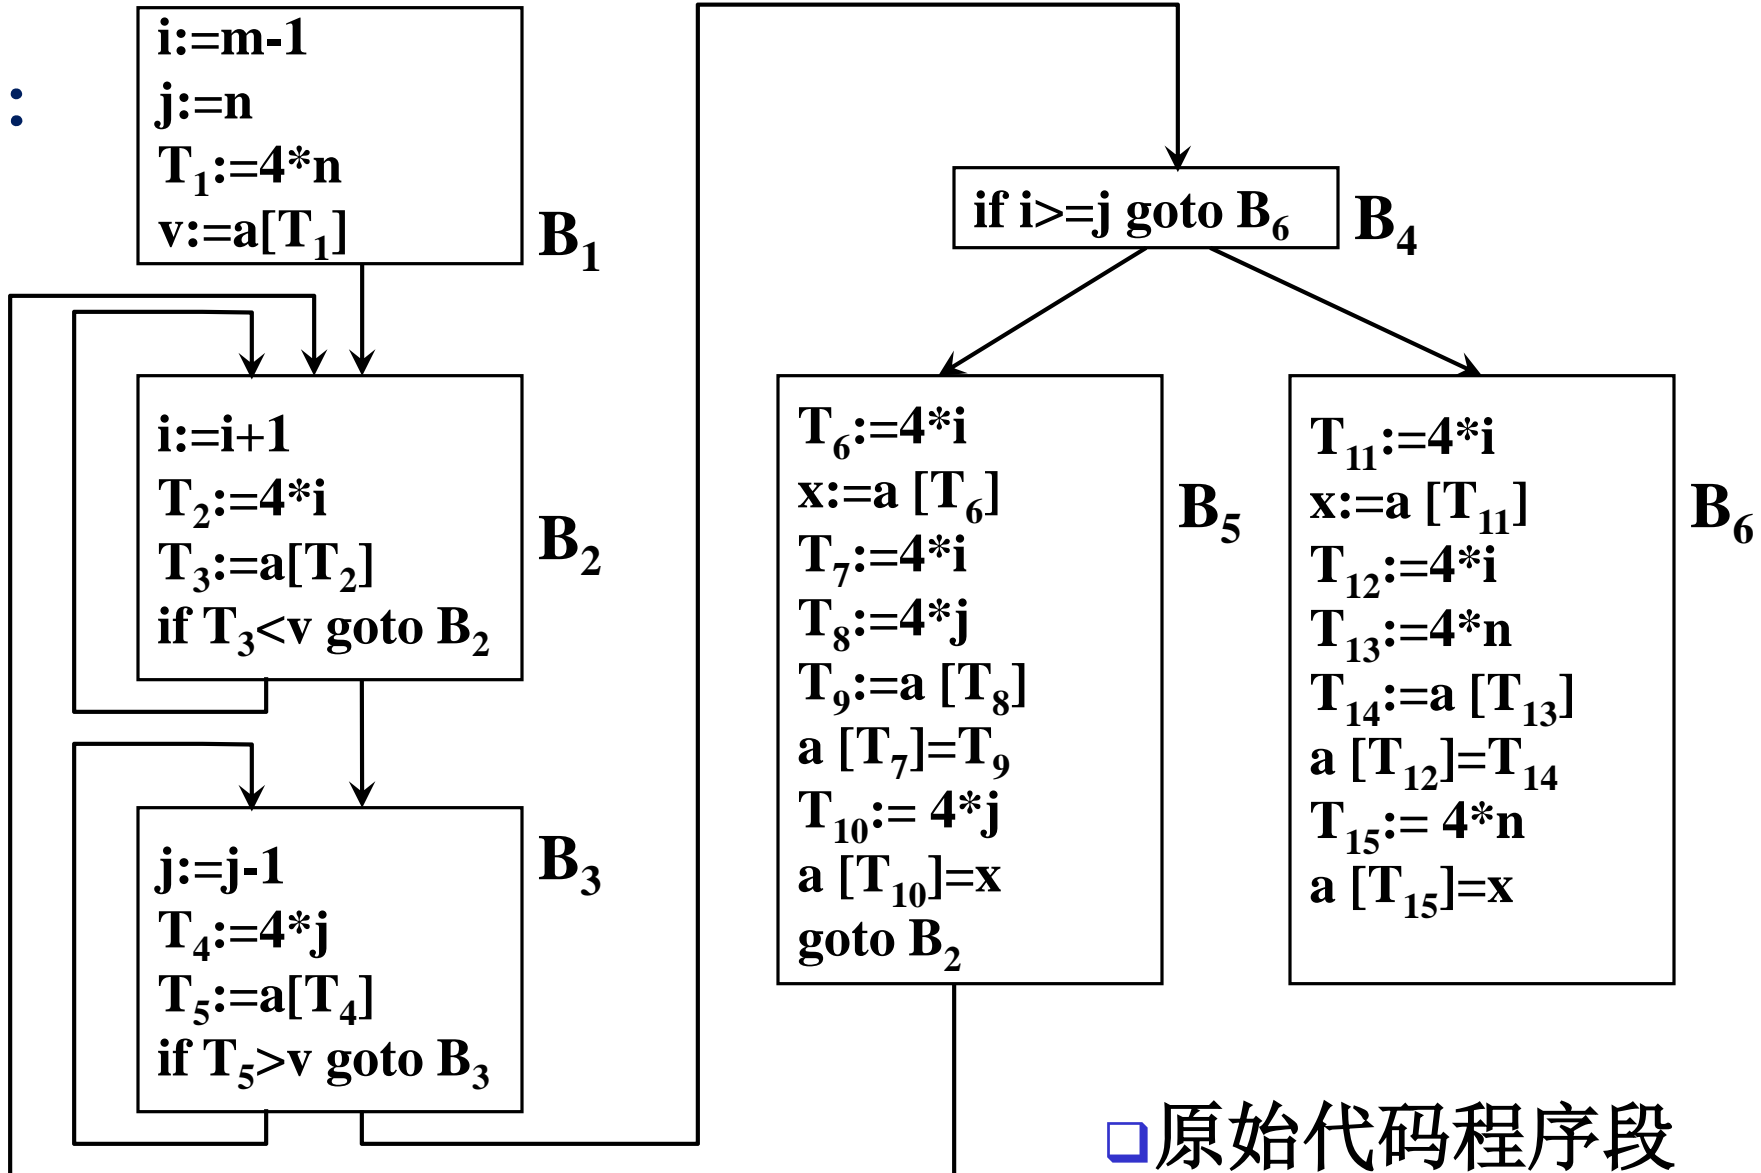 :
i:=m-1
j:=n
T₁:=4*n
v:=a[T₁]
B₁
i:=i+1
T₂:=4*i
T₃:=a[T₂]
if T₃<v goto B₂
B₂
j:=j-1
T₄:=4*j
T₅:=a[T₄]
if T₅>v goto B₃
B₃
if i>=j goto B₆
B₄
T₆:=4*i
x:=a [T₆]
T₇:=4*i
T₈:=4*j
T₉:=a [T₈]
a [T₇]=T₉
T₁₀:= 4*j
a [T₁₀]=x
goto B₂
B₅
T₁₁:=4*i
x:=a [T₁₁]
T₁₂:=4*i
T₁₃:=4*n
T₁₄:=a [T₁₃]
a [T₁₂]=T₁₄
T₁₅:= 4*n
a [T₁₅]=x
B₆
原始代码程序段